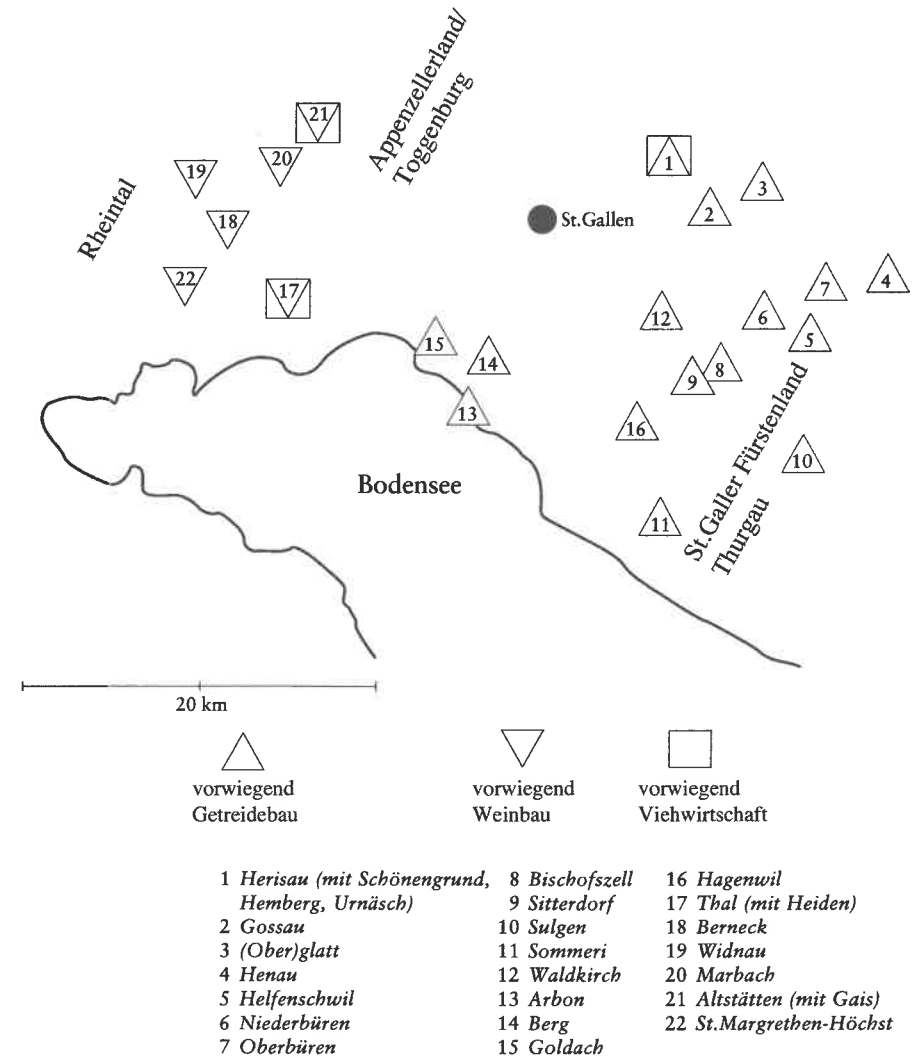 Appenzellerland/
Toggenburg
Rheintal
21
20
19
18
22
17
1
3
2
St.Gallen
4
7
12
6
5
15
14
8
9
13
16
10
11
Bodensee
St.Galler Fürstenland
Thurgau
20 km
vorwiegend
Getreidebau
vorwiegend
Weinbau
vorwiegend
Viehwirtschaft
1 Herisau (mit Schönengrund,
Hemberg, Urnäsch)
2 Gossau
3 (Ober)glatt
4 Henau
5 Helfenschwil
6 Niederbüren
7 Oberbüren
8 Bischofszell
9 Sitterdorf
10 Sulgen
11 Sommeri
12 Waldkirch
13 Arbon
14 Berg
15 Goldach
16 Hagenwil
17 Thal (mit Heiden)
18 Berneck
19 Widnau
20 Marbach
21 Altstätten (mit Gais)
22 St.Margrethen-Höchst